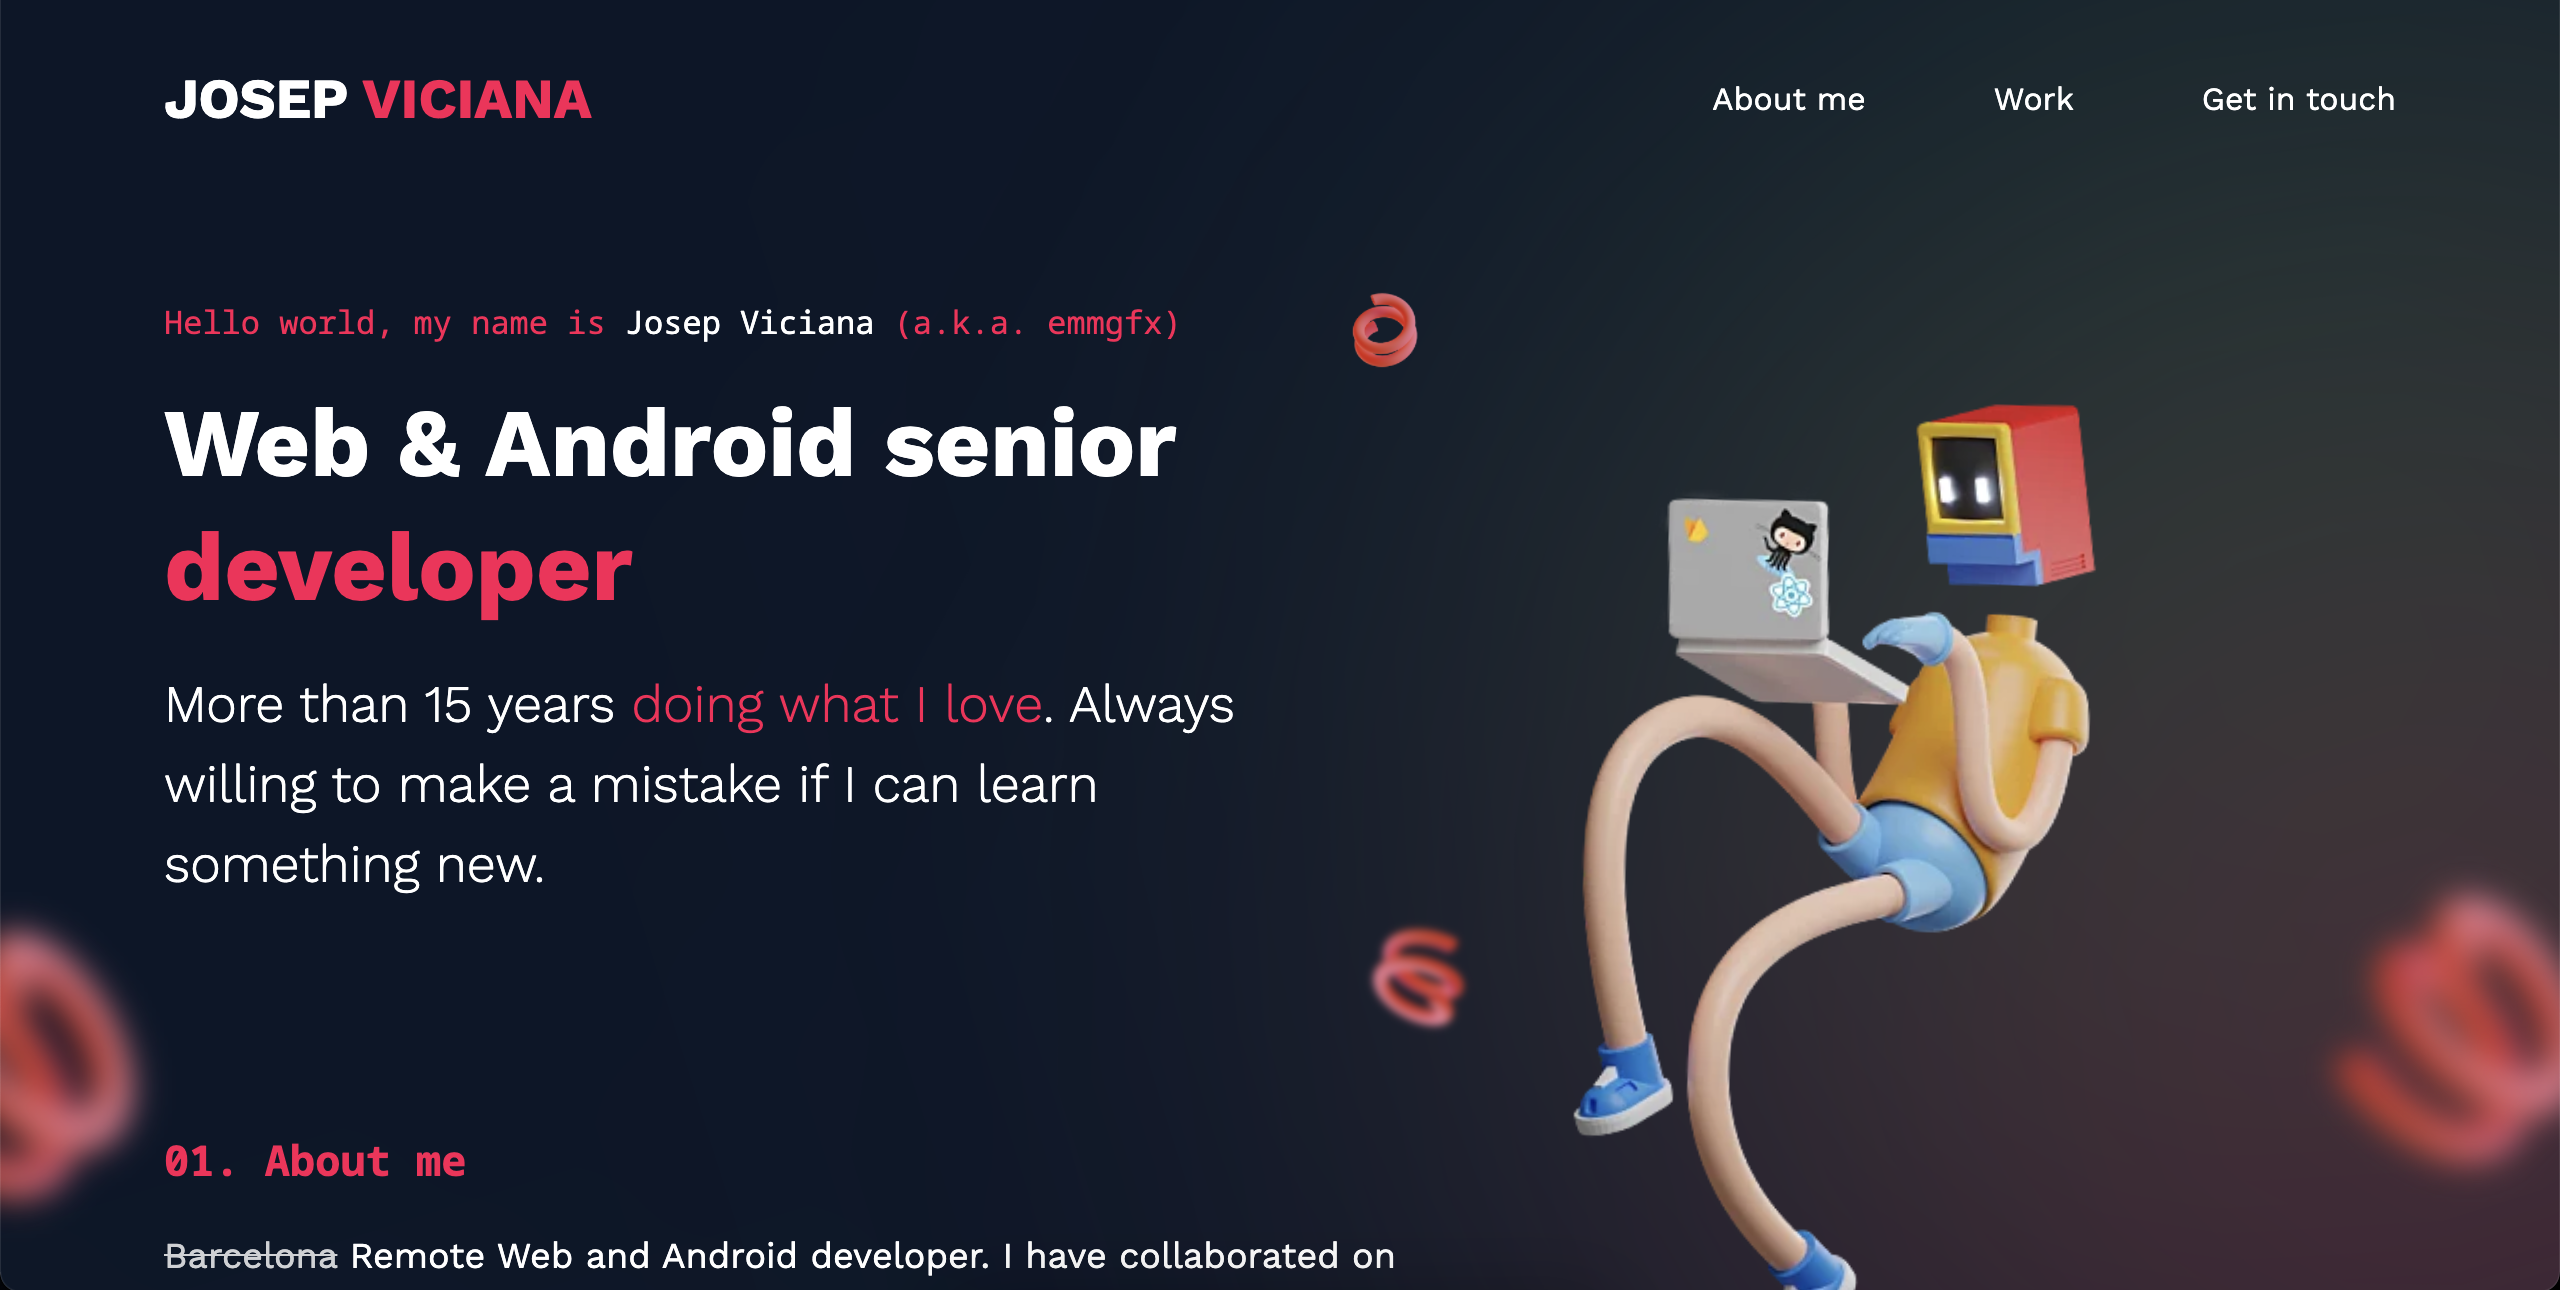 JOSEP VICIANA
About me
Work
Get in touch
Hello world, my name is Josep Viciana (a.k.a. emmgfx)
Web & Android senior
developer
More than 15 years doing what I love. Always
willing to make a mistake if I can learn
something new.
01. About me
Barcelona Remote Web and Android developer. I have collaborated on